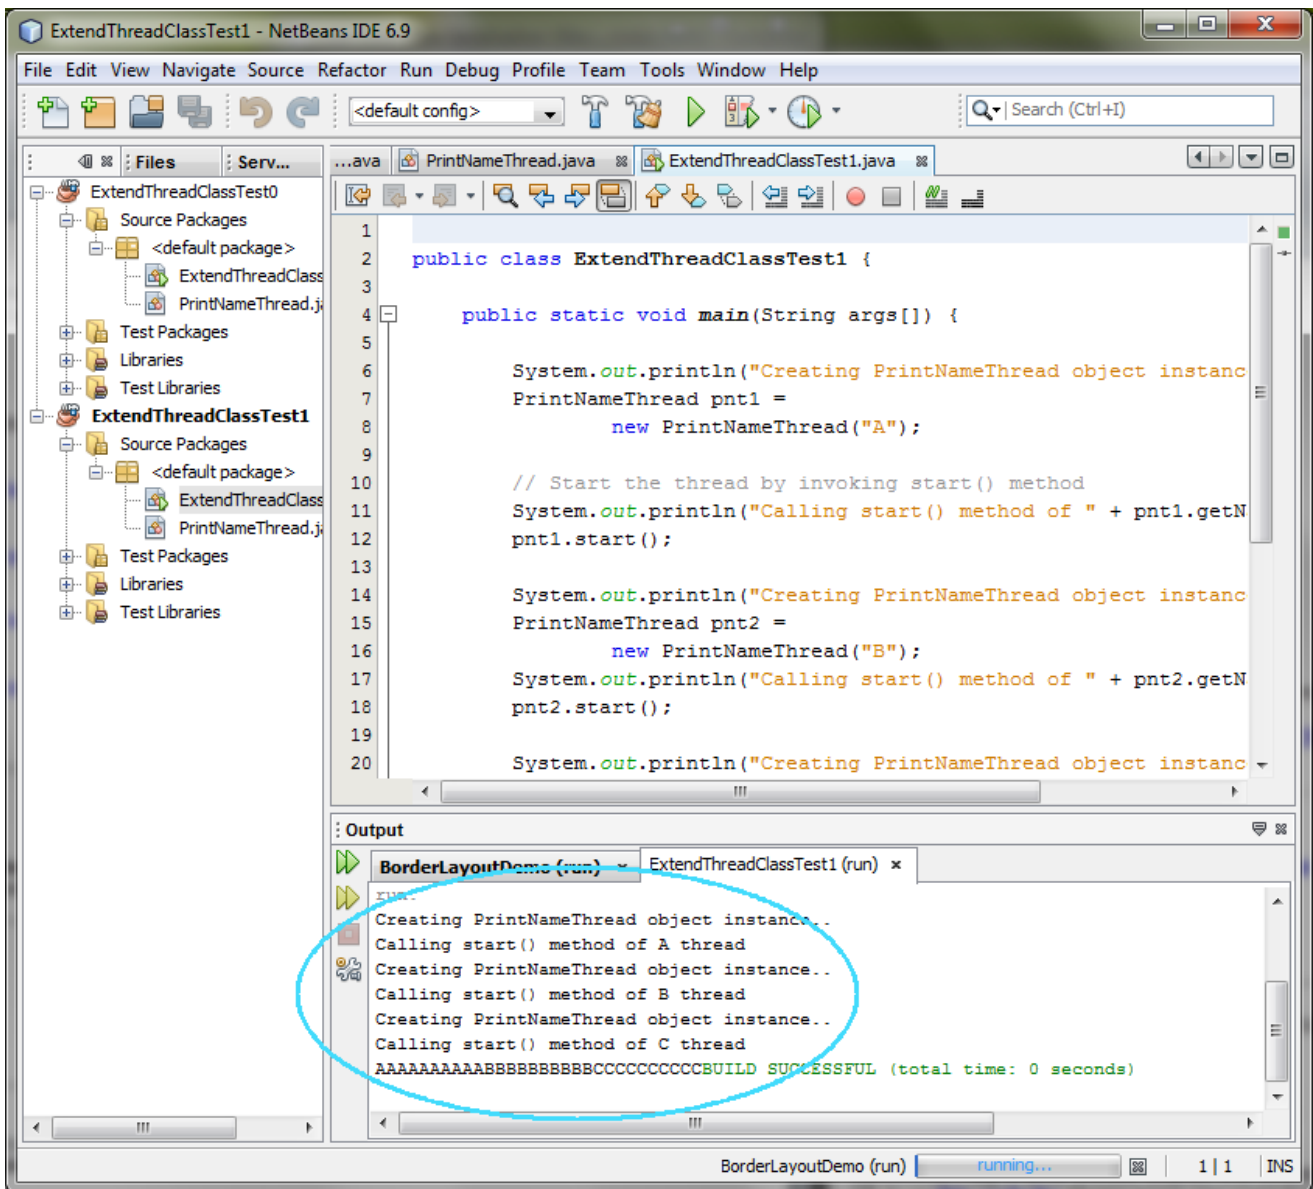 ExtendThreadClassTest1 - NetBeans IDE 6.9
File Edit View Navigate Source Refactor Run Debug Profile Team Tools Window Help
<default config>
Search (Ctrl+I)
Files
Serv...
ExtendThreadClassTest0
Source Packages
<default package>
ExtendThreadClass
PrintNameThread.ja
Test Packages
Libraries
Test Libraries
ExtendThreadClassTest1
Source Packages
<default package>
ExtendThreadClass
PrintNameThread.ja
Test Packages
Libraries
Test Libraries
...ava PrintNameThread.java ExtendThreadClassTest1.java
1
2 public class ExtendThreadClassTest1 {
3
4 public static void main(String args[]) {
5
6 System.out.println("Creating PrintNameThread object instanc
7 PrintNameThread pnt1 =
8 new PrintNameThread("A");
9
10 // Start the thread by invoking start() method
11 System.out.println("Calling start() method of " + pnt1.getN
12 pnt1.start();
13
14 System.out.println("Creating PrintNameThread object instanc
15 PrintNameThread pnt2 =
16 new PrintNameThread("B");
17 System.out.println("Calling start() method of " + pnt2.getN
18 pnt2.start();
19
20 System.out.println("Creating PrintNameThread object instanc
Output
BorderLayoutDemo (run) ExtendThreadClassTest1 (run)
run:
Creating PrintNameThread object instance..
Calling start() method of A thread
Creating PrintNameThread object instance..
Calling start() method of B thread
Creating PrintNameThread object instance..
Calling start() method of C thread
AAAAAAAAAABBBBBBBBBBCCCCCCCCCCBUILD SUCCESSFUL (total time: 0 seconds)
BorderLayoutDemo (run) running... 1 | 1 INS